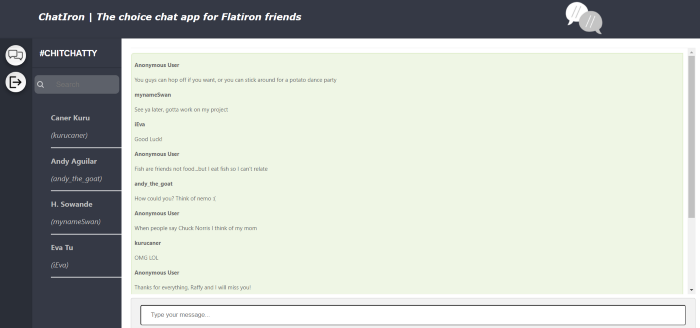 ChatIron | The choice chat app for Flatiron friends
#CHITCHATTY
Search
Caner Kuru
(kurucaner)
Andy Aguilar
(andy_the_goat)
H. Sowande
(mynameSwan)
Eva Tu
(iEva)
Anonymous User
You guys can hop off if you want, or you can stick around for a potato dance party
mynameSwan
See ya later, gotta work on my project
iEva
Good Luck!
Anonymous User
Fish are friends not food...but I eat fish so I can't relate
andy_the_goat
How could you? Think of nemo :(
Anonymous User
When people say Chuck Norris I think of my mom
kurucaner
OMG LOL
Anonymous User
Thanks for everything, Raffy and I will miss you!
Type your message...